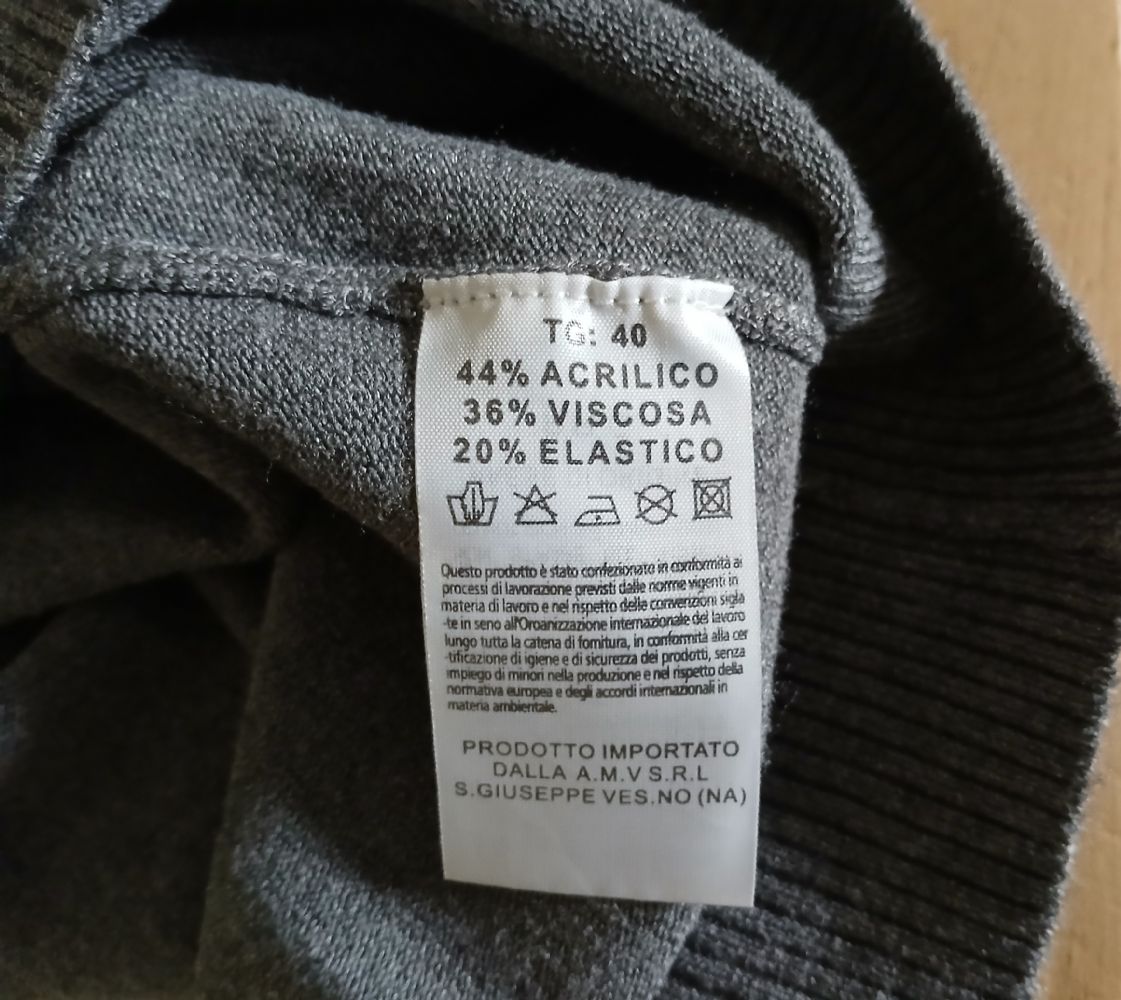 TG: 40
44% ACRILICO
36% VISCOSA
20% ELASTICO
Questo prodotto è stato confezionato in conformità ai
processi di lavorazione previsti dalle norme vigenti in
materia di lavoro e nel rispetto delle convenzioni sigla
-te in seno all'Oroanizzazione internazionale del lavoro
lungo tutta la catena di fornitura, in conformità alla cer
-tificazione di igiene e di sicurezza dei prodotti, senza
impiego di minori nella produzione e nel rispetto della
normativa europea e degli accordi internazionali in
materia ambientale.
PRODOTTO IMPORTATO
DALLA A.M.V S.R.L
S.GIUSEPPE VES.NO (NA)